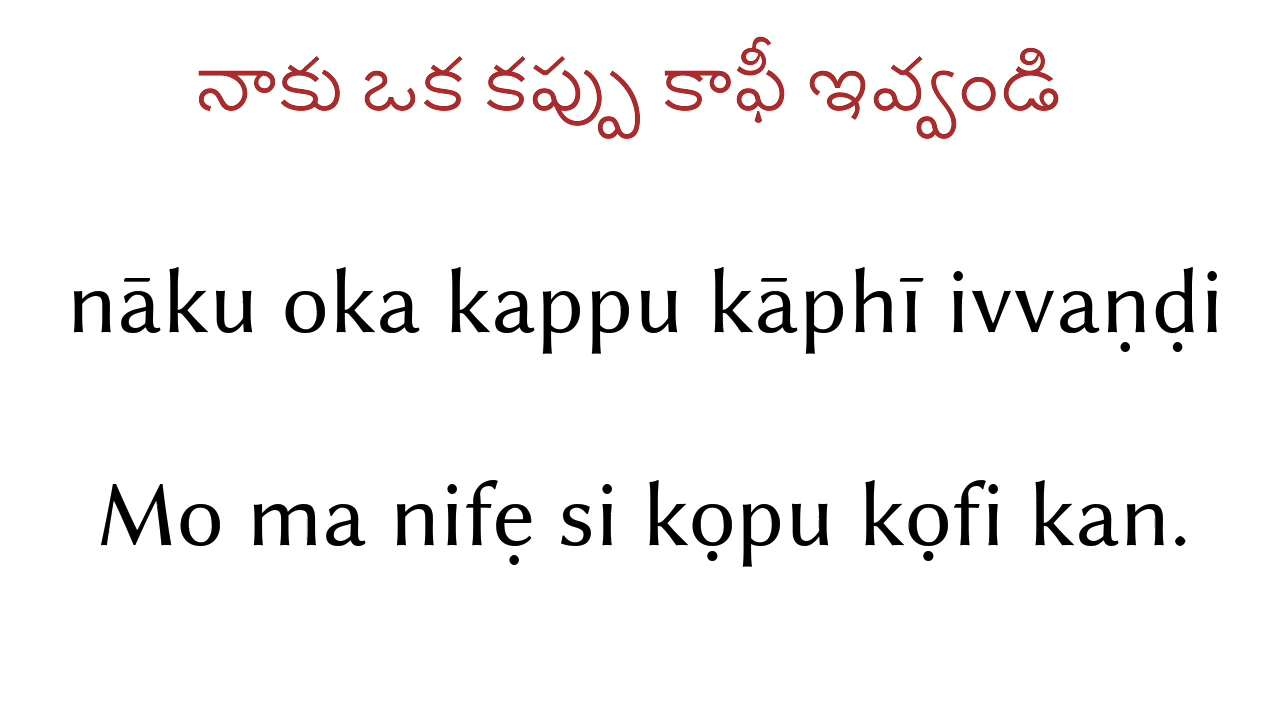 నాకు ఒక కప్పు కాఫీ ఇవ్వండి
nāku oka kappu kāphī ivvaṇḍi
Mo ma nifẹ si kọpu kọfi kan.